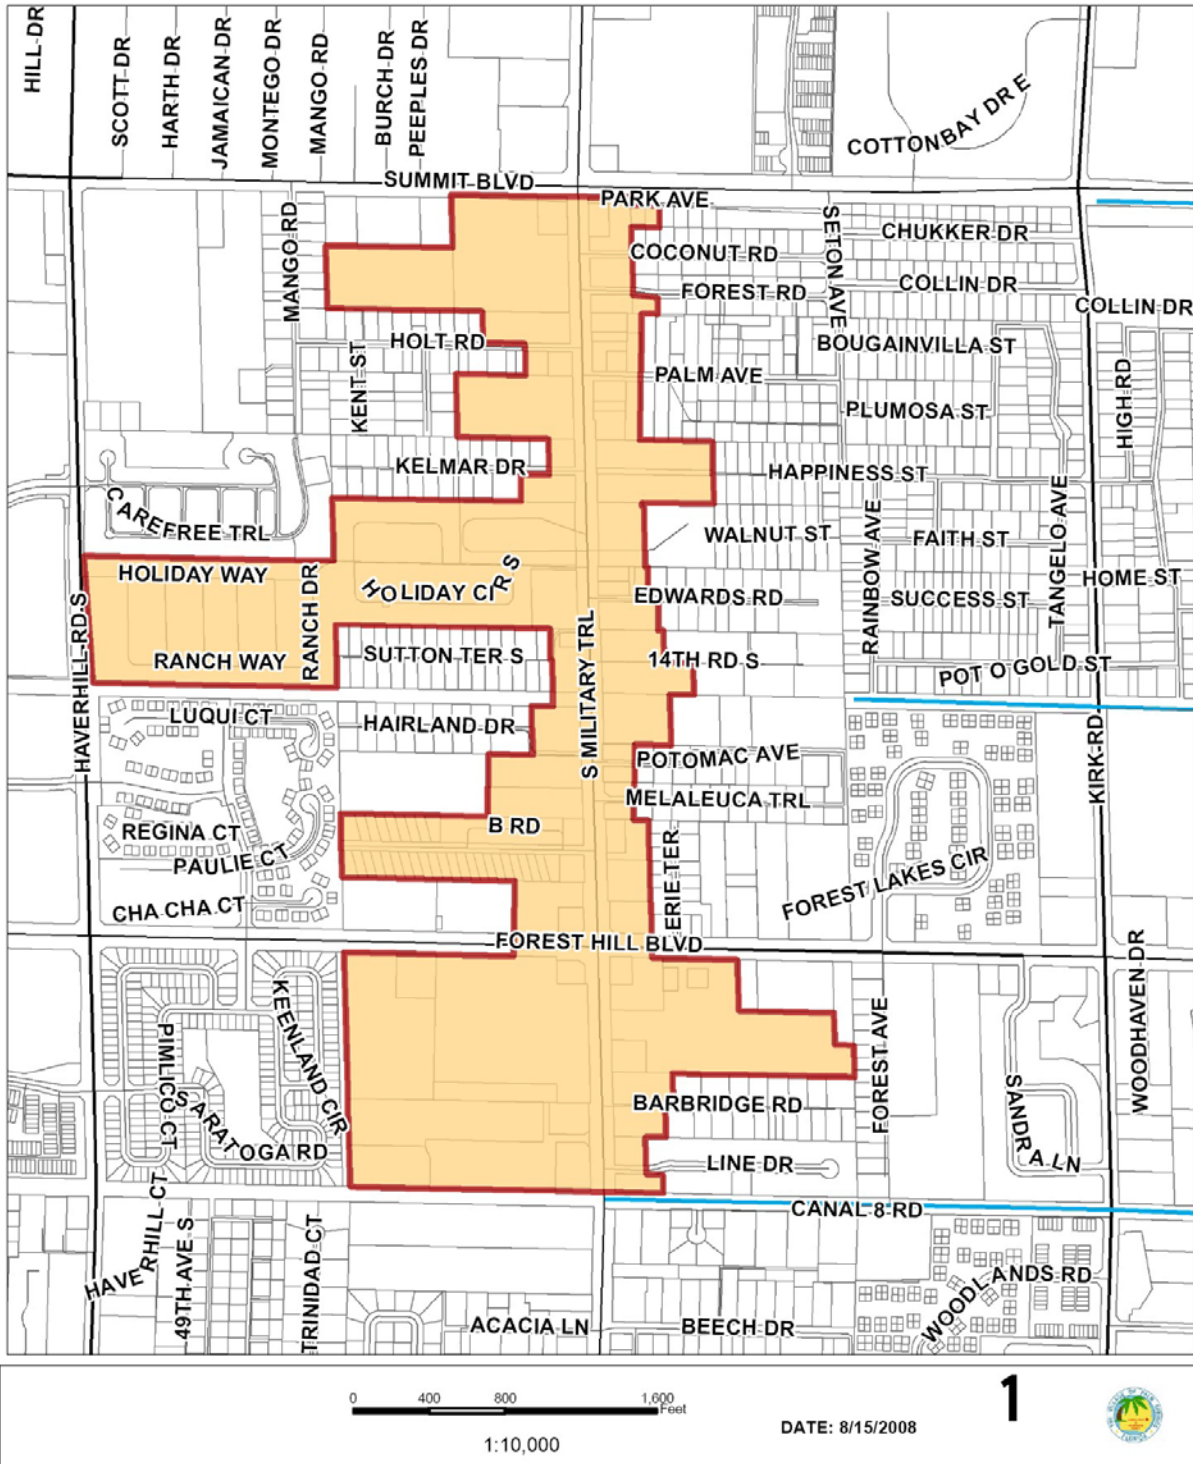 HILL-DR
SCOTT-DR
HARTH-DR
JAMAICAN-DR
MONTEGO-DR
MANGO-RD
BURCH-DR
PEEPLES-DR
COTTONBAY DR E
SUMMIT-BLVD
PARK AVE
MANGO-RD
SETON AVE
CHUKKER DR
COCONUT RD
COLLIN DR
FOREST RD
COLLIN DR
HOLT RD
BOUGAINVILLA ST
KENT ST
PALM AVE
HIGH RD
PLUMOSA ST
KELMAR DR
HAPPINESS ST
CAREFREE TRL
RAINBOW AVE
TANGELO AVE
WALNUT ST
FAITH ST
HOLIDAY WAY
RANCH DR
HOLIDAY CIR S
HOME ST
HAVERHILL-RD-S
EDWARDS RD
SUCCESS ST
S MILITARY TRL
RANCH WAY
SUTTON TER S
14TH RD S
POT O GOLD ST
LUQUI CT
HAIRLAND DR
POTOMAC AVE
KIRK-RD
MELALEUCA TRL
REGINA CT
B RD
PAULIE CT
ERIE TER
FOREST LAKES CIR
CHA CHA CT
FOREST HILL BLVD
WOODHAVEN-DR
KEENLAND CIR
PIMLICO CT
FOREST AVE
SARATOGA RD
BARBRIDGE RD
SANDRA LN
LINE DR
CANAL-8-RD
HAVERHILL-CT
49TH-AVE S
TRINIDAD CT
WOODLANDS RD
ACACIA LN
BEECH DR
0 400 800 1,600
Feet
1:10,000
DATE: 8/15/2008
1